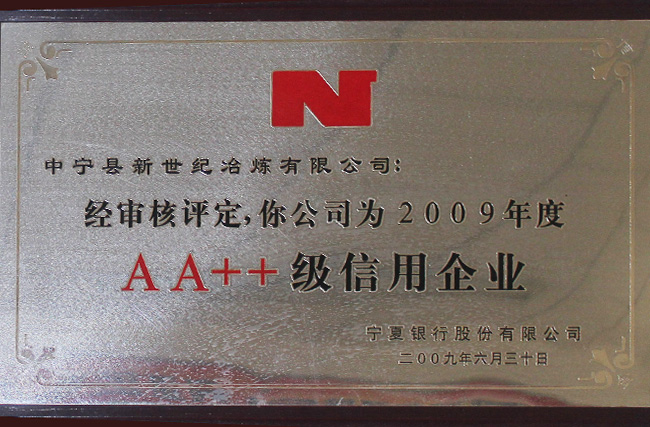 中宁县新世纪冶炼有限公司:
经审核评定,你公司为2009年度
AA++级信用企业
宁夏银行股份有限公司
二00九年六月三十日